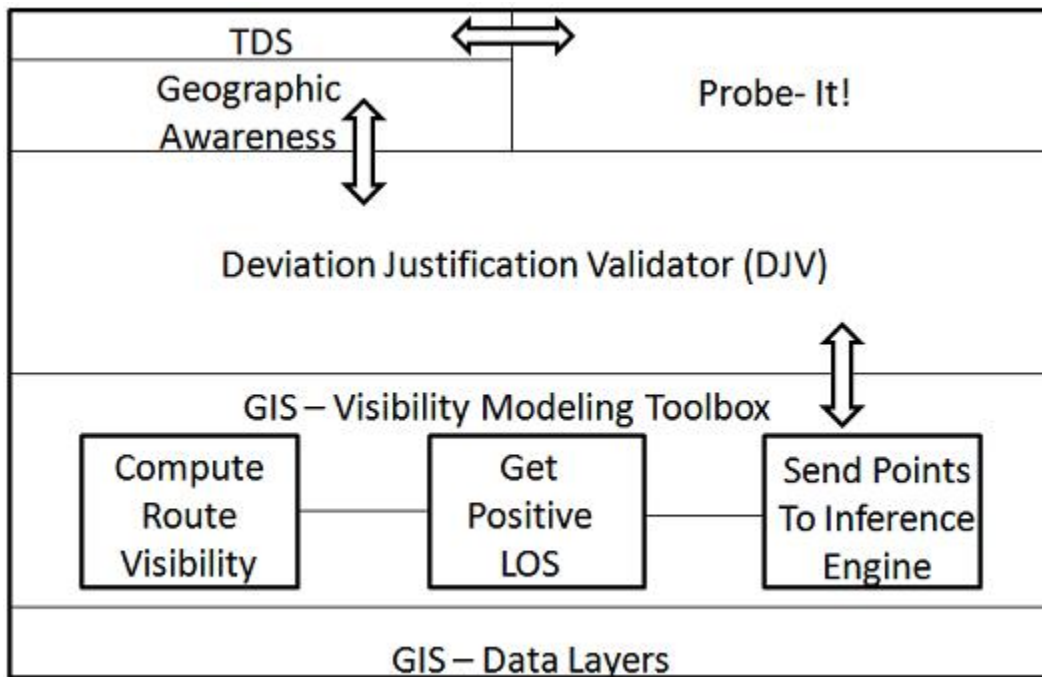 TDS
Geographic
Awareness
Probe- It!
Deviation Justification Validator (DJV)
GIS – Visibility Modeling Toolbox
Compute
Route
Visibility
Get
Positive
LOS
Send Points
To Inference
Engine
GIS – Data Layers